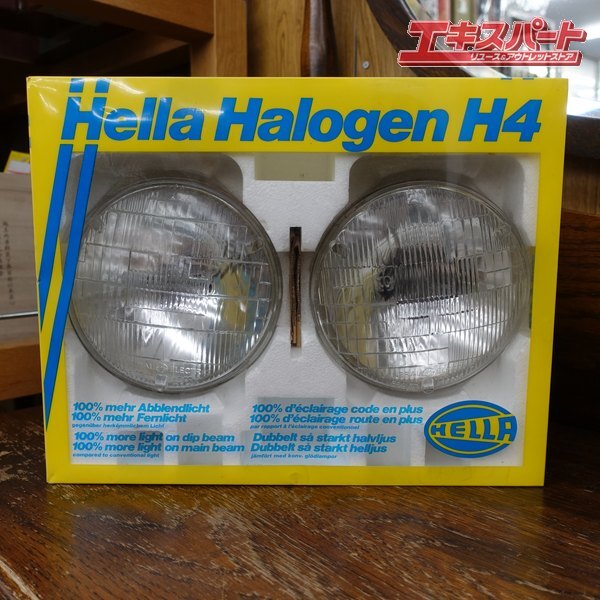 エキスパート
リユース&アウトレットストア
Hella Halogen H4
100% mehr Abblendlicht
100% mehr Fernlicht
gegenüber herkömmlichem Licht
100% more light on dip beam
100% more light on main beam
compared to conventional light
100% d'éclairage code en plus
100% d'éclairage route en plus
par rapport à l'éclairage conventionnel
Dubbelt så starkt halvljus
Dubbelt så starkt helljus
jämfört med konv. glödlampor
HELLA